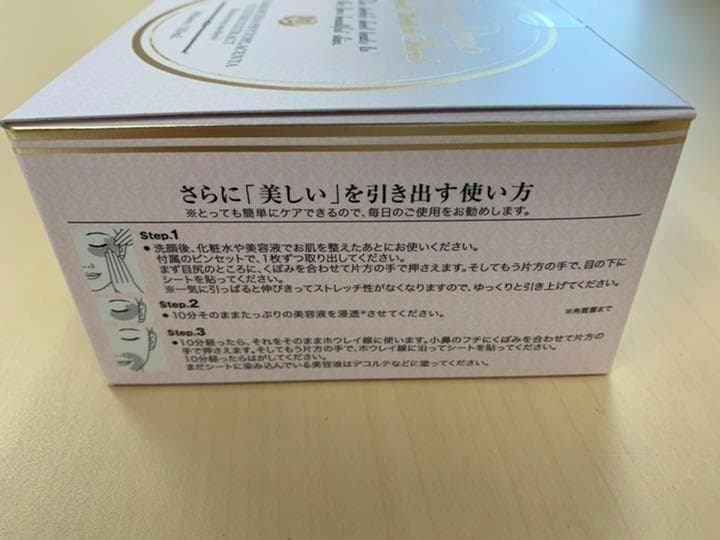 さらに「美しい」を引き出す使い方
※とっても簡単にケアできるので、毎日のご使用をお勧めします。
Step.1
● 洗顔後、化粧水や美容液でお肌を整えたあとにお使いください。
付属のピンセットで、1枚ずつ取り出してください。
まず目尻のところに、くぼみを合わせて片方の手で押さえます。そしてもう片方の手で、目の下に
シートを貼ってください。
※一気に引っぱると伸びきってストレッチ性がなくなりますので、ゆっくりと引き上げてください。
Step.2
● 10分そのままたっぷりの美容液を浸透※させてください。
※角質層まで
Step.3
● 10分経ったら、それをそのままホウレイ線に使います。小鼻のフチにくぼみを合わせて片方の
手で押さえます。そしてもう片方の手で、ホウレイ線に沿ってシートを貼ってください。
10分経ったらはがしてください。
まだシートに染み込んでいる美容液はデコルテなどに塗ってください。